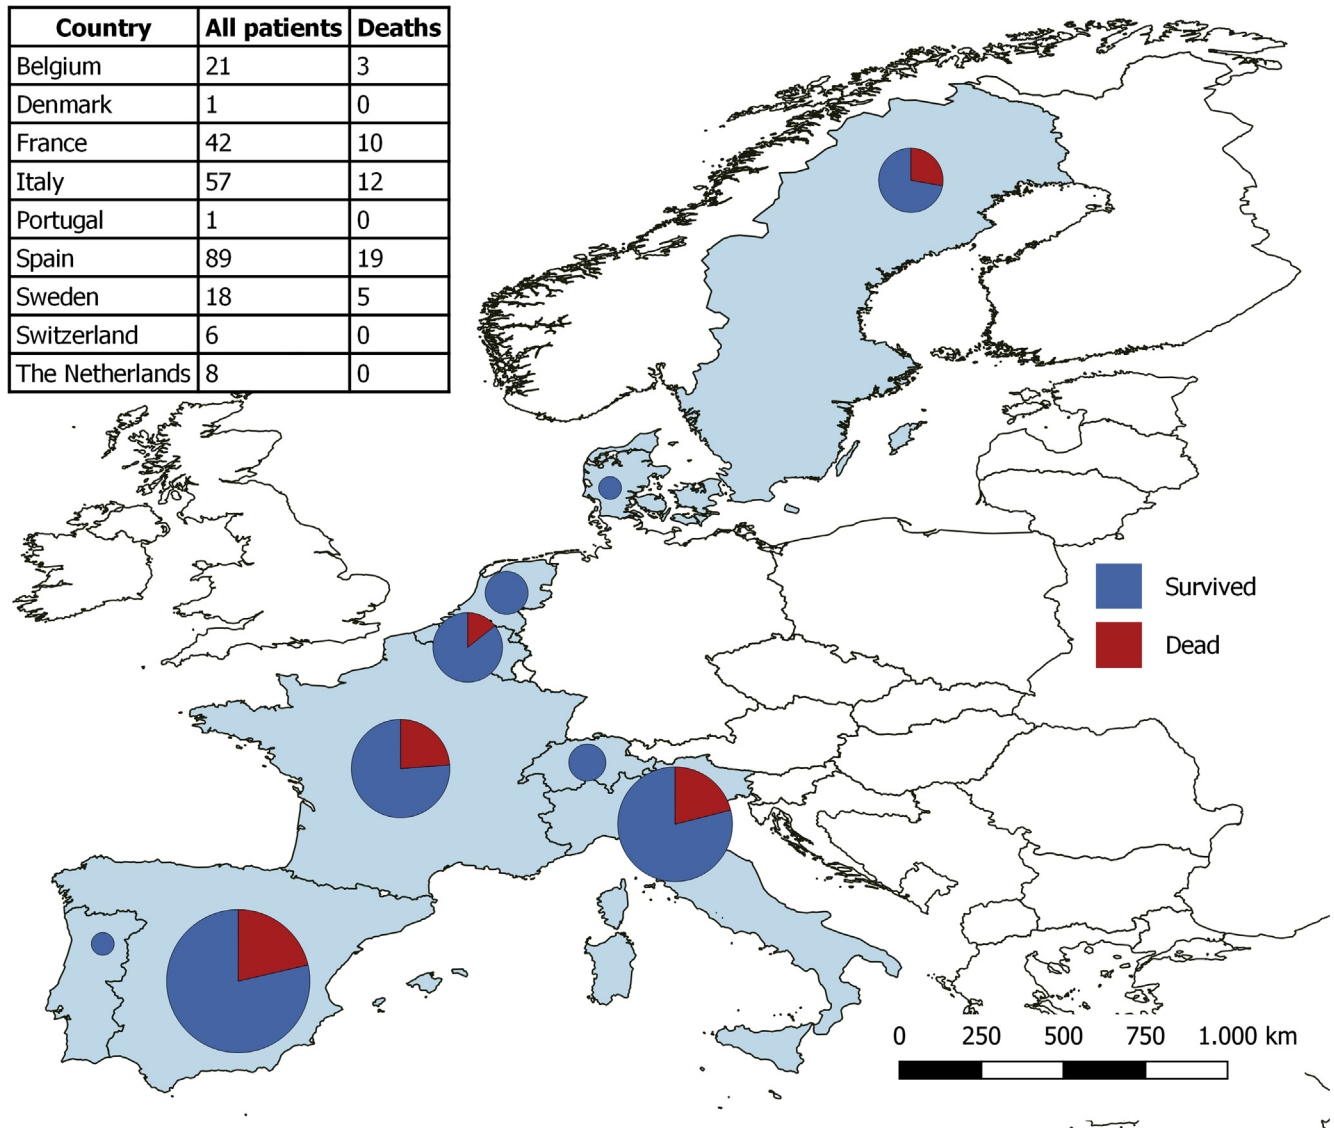 Country All patients Deaths
Belgium 21 3
Denmark 1 0
France 42 10
Italy 57 12
Portugal 1 0
Spain 89 19
Sweden 18 5
Switzerland 6 0
The Netherlands 8 0
Survived
Dead
0 250 500 750 1.000 km